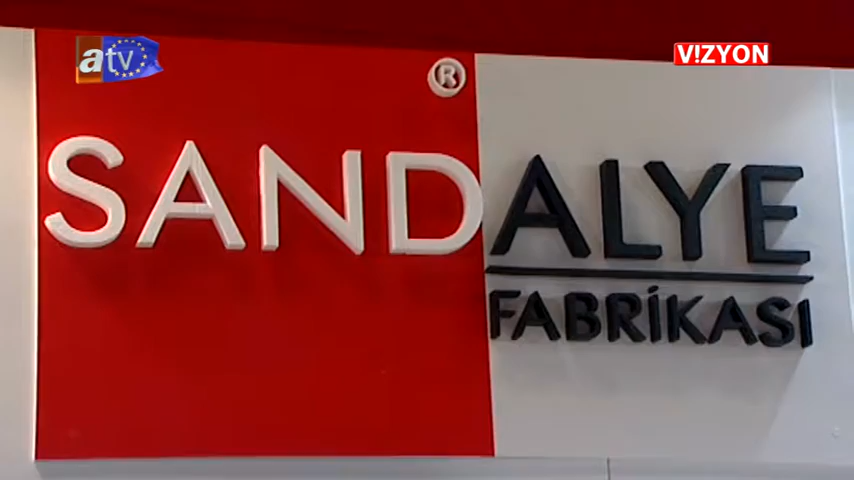 atv
V!ZYON
®
SANDALYE
FABRİKASI